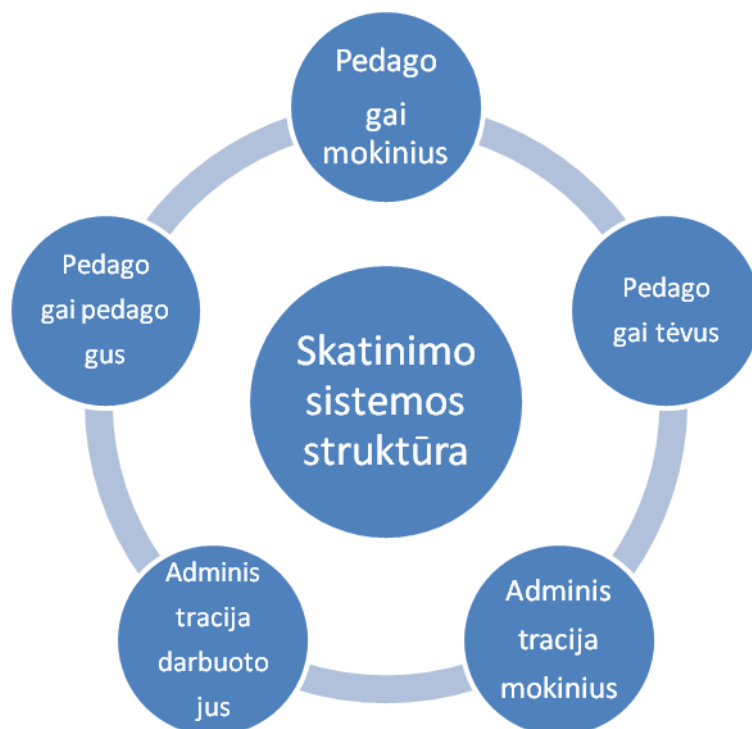 Pedago
gai
mokinius
Pedago
gai tėvus
Adminis
tracija
mokinius
Adminis
tracija
darbuoto
jus
Pedago
gai pedago
gus
Skatinimo
sistemos
struktūra